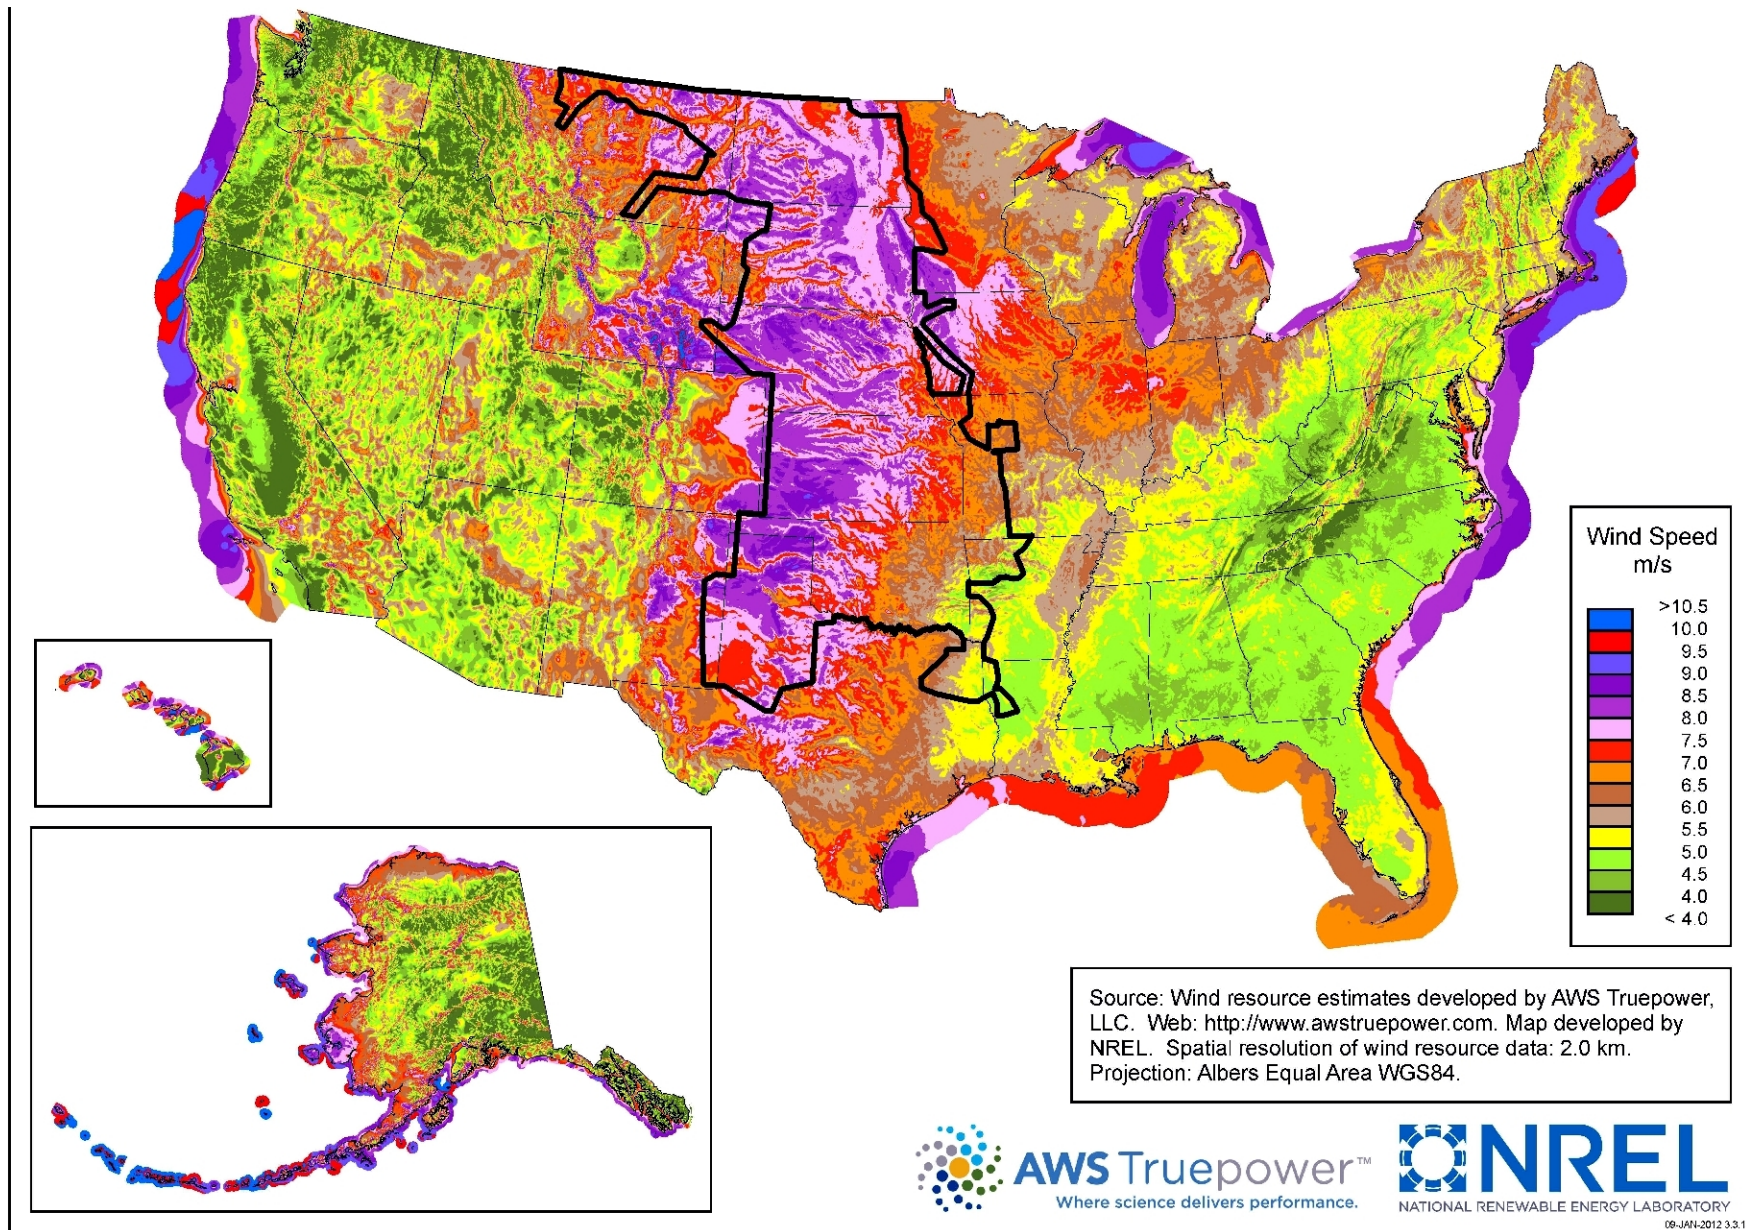 Wind Speed
m/s
>10.5
10.0
9.5
9.0
8.5
8.0
7.5
7.0
6.5
6.0
5.5
5.0
4.5
4.0
< 4.0
Source: Wind resource estimates developed by AWS Truepower,
LLC. Web: http://www.awstruepower.com. Map developed by
NREL. Spatial resolution of wind resource data: 2.0 km.
Projection: Albers Equal Area WGS84.
AWS Truepower™
Where science delivers performance.
NREL
NATIONAL RENEWABLE ENERGY LABORATORY
09-JAN-2012 3.3.1